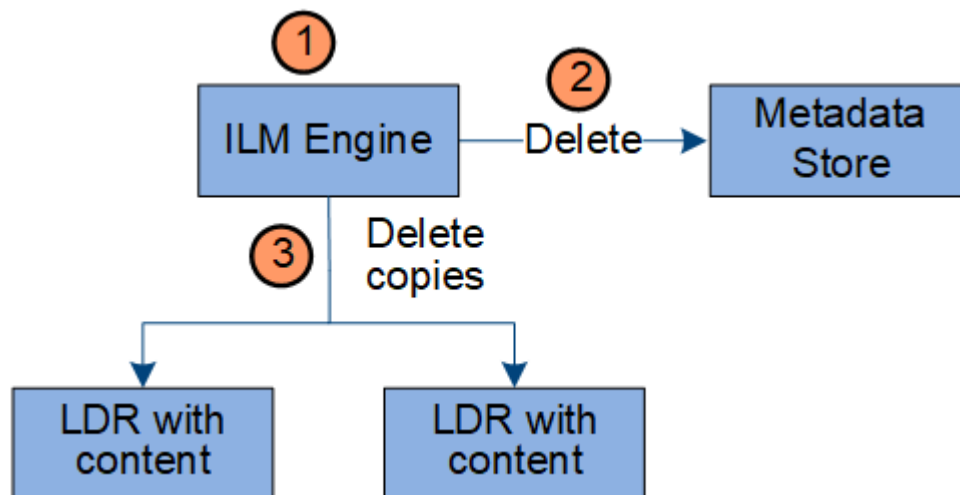 1
2
ILM Engine
Delete
Metadata
Store
3
Delete
copies
LDR with
content
LDR with
content